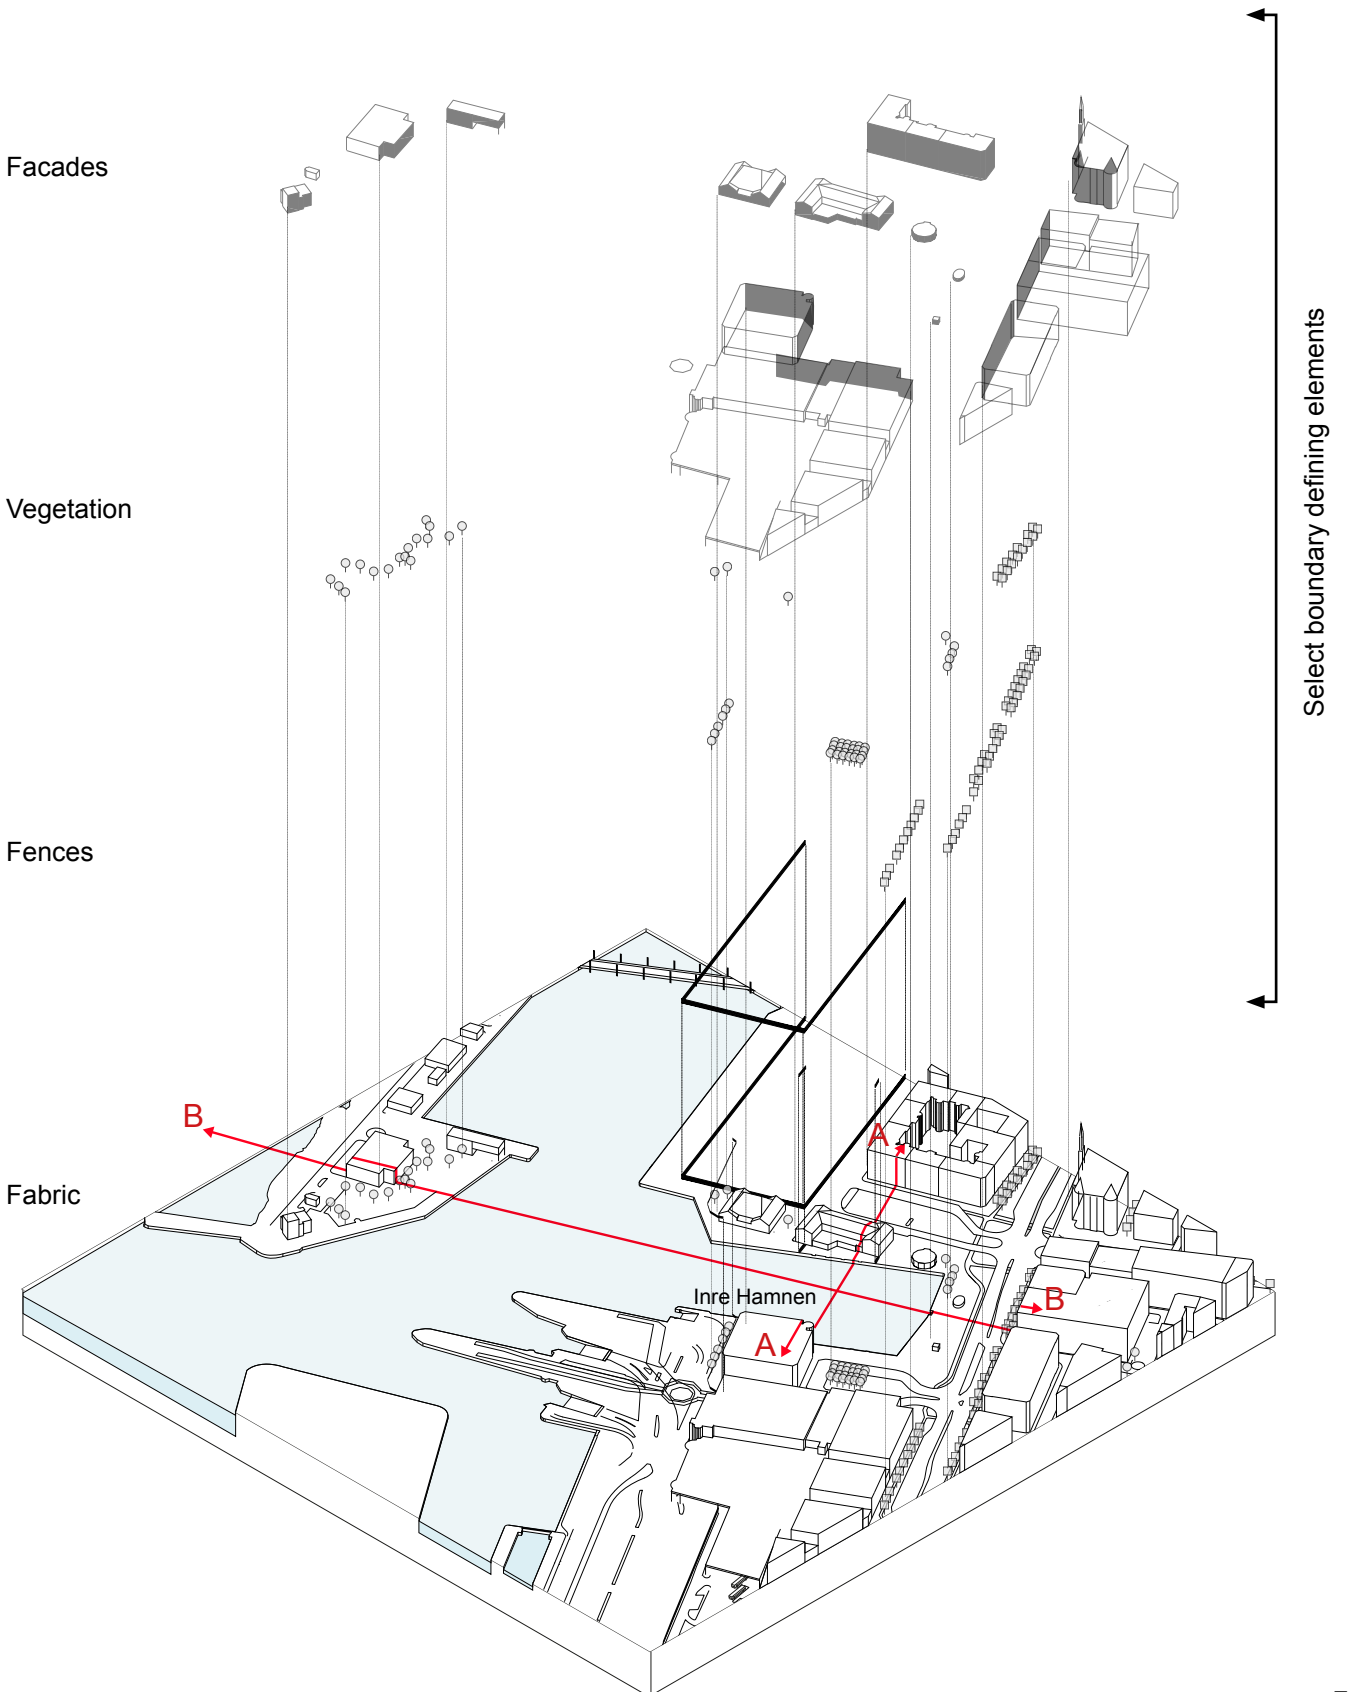 Facades
Select boundary defining elements
Vegetation
Fences
B
A
Fabric
Inre Hamnen
B
A